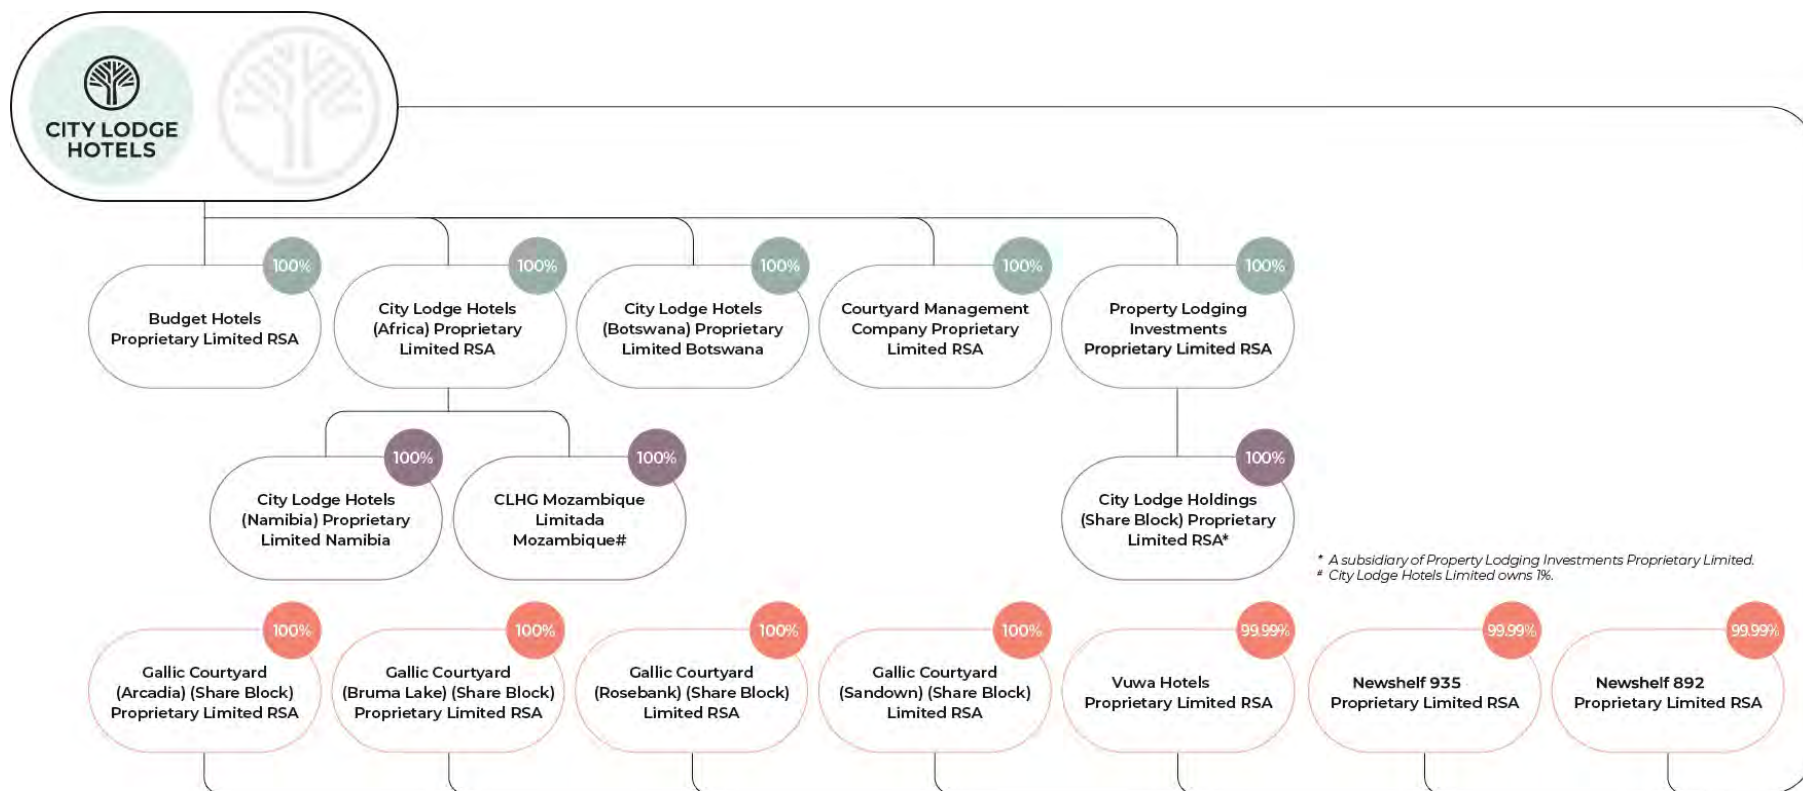 CITY LODGE
HOTELS
100%
Budget Hotels
Proprietary Limited RSA
100%
City Lodge Hotels
(Africa) Proprietary
Limited RSA
100%
City Lodge Hotels
(Botswana) Proprietary
Limited Botswana
100%
Courtyard Management
Company Proprietary
Limited RSA
100%
Property Lodging
Investments
Proprietary Limited RSA
100%
City Lodge Hotels
(Namibia) Proprietary
Limited Namibia
100%
CLHG Mozambique
Limitada
Mozambique#
100%
City Lodge Holdings
(Share Block) Proprietary
Limited RSA*
* A subsidiary of Property Lodging Investments Proprietary Limited.
# City Lodge Hotels Limited owns 1%.
100%
Gallic Courtyard
(Arcadia) (Share Block)
Proprietary Limited RSA
100%
Gallic Courtyard
(Bruma Lake) (Share Block)
Proprietary Limited RSA
100%
Gallic Courtyard
(Rosebank) (Share Block)
Limited RSA
100%
Gallic Courtyard
(Sandown) (Share Block)
Limited RSA
99.99%
Vuwa Hotels
Proprietary Limited RSA
99.99%
Newshelf 935
Proprietary Limited RSA
99.99%
Newshelf 892
Proprietary Limited RSA